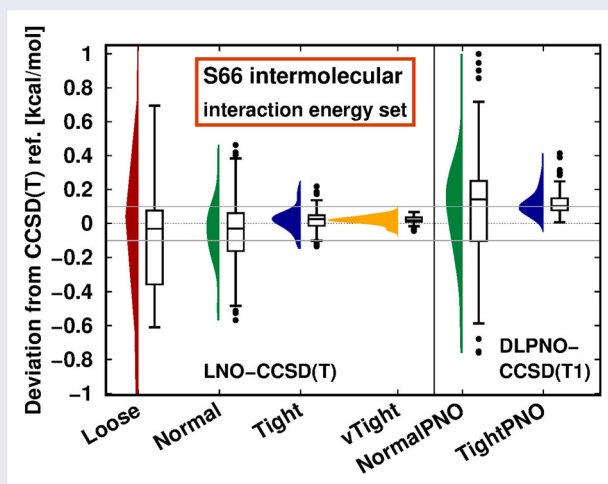 Deviation from CCSD(T) ref. [kcal/mol]
1
0.8
0.6
0.4
0.2
0
−0.2
−0.4
−0.6
−0.8
−1
S66 intermolecular
interaction energy set
LNO−CCSD(T)
DLPNO−
CCSD(T1)
Loose
Normal
Tight
vTight
NormalPNO
TightPNO